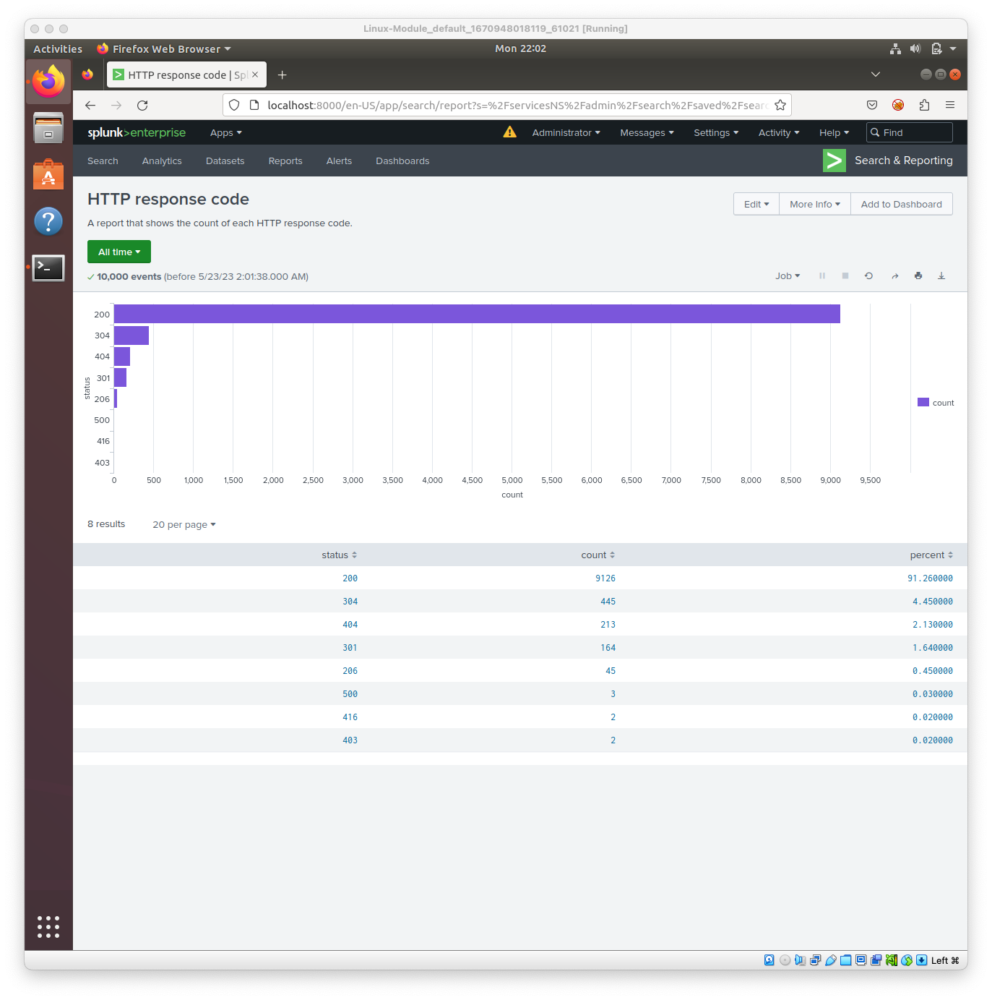 Linux-Module_default_1670948018119_61021 [Running]
Activities Firefox Web Browser Mon 22:02
HTTP response code | Spl
localhost:8000/en-US/app/search/report?s=%2FservicesNS%2Fadmin%2Fsearch%2Fsaved%2Fsearc
splunk>enterprise Apps Administrator Messages Settings Activity Help Find
Search Analytics Datasets Reports Alerts Dashboards Search & Reporting
HTTP response code
Edit More Info Add to Dashboard
A report that shows the count of each HTTP response code.
All time
10,000 events (before 5/23/23 2:01:38.000 AM)
Job
200
304
404
301
206
500
416
403
status
0 500 1,000 1,500 2,000 2,500 3,000 3,500 4,000 4,500 5,000 5,500 6,000 6,500 7,000 7,500 8,000 8,500 9,000 9,500
count
count
8 results 20 per page
status count percent
200 9126 91.260000
304 445 4.450000
404 213 2.130000
301 164 1.640000
206 45 0.450000
500 3 0.030000
416 2 0.020000
403 2 0.020000
Left ⌘